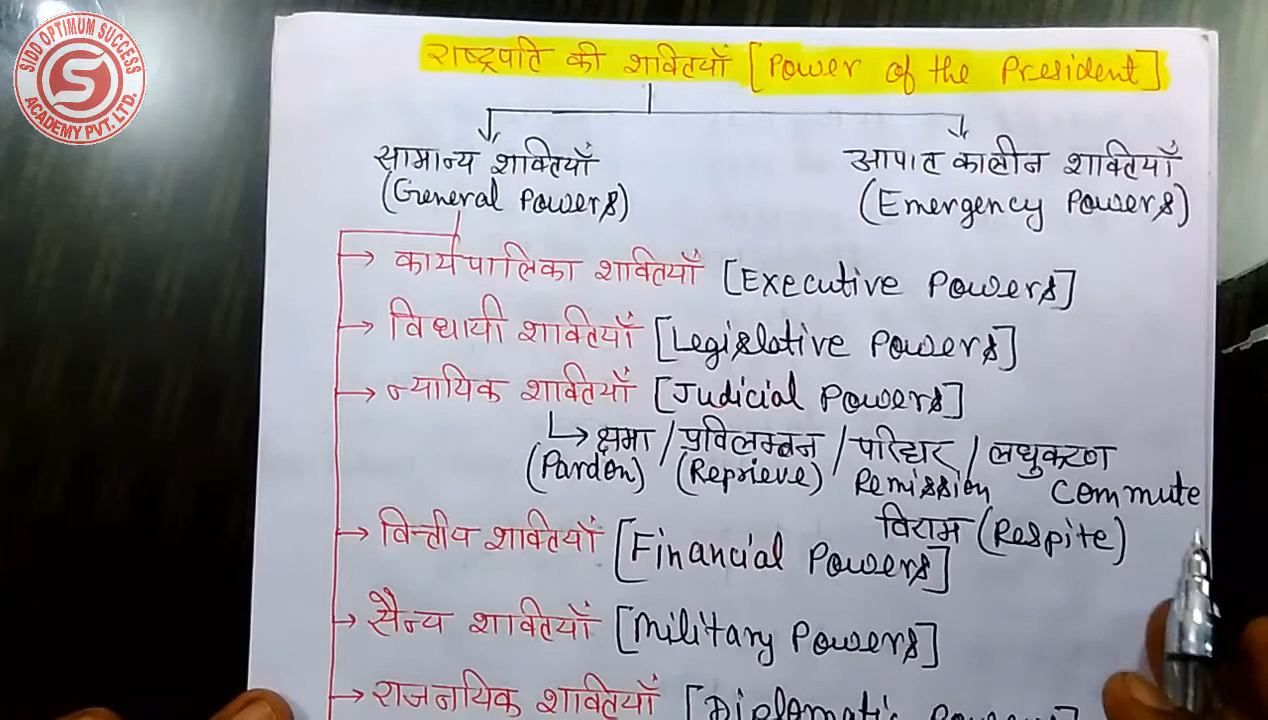 SIDD OPTIMUM SUCCESS
S
ACADEMY PVT. LTD.
राष्ट्रपति की शक्तियाँ [Power of the President]
सामान्य शक्तियाँ आपातकालीन शक्तियाँ
(General Powers) (Emergency Powers)
→ कार्यपालिका शक्तियाँ [Executive Powers]
→ विधायी शक्तियाँ [Legislative Powers]
→ न्यायिक शक्तियाँ [Judicial Powers]
↳ क्षमा / प्रविलम्बन / परिहार / लघुकरण
(Pardon) (Reprieve) Remission Commute
विराम (Respite)
→ वित्तीय शक्तियाँ [Financial Powers]
→ सैन्य शक्तियाँ [Military Powers]
→ राजनयिक शक्तियाँ [Diplomatic Powers]